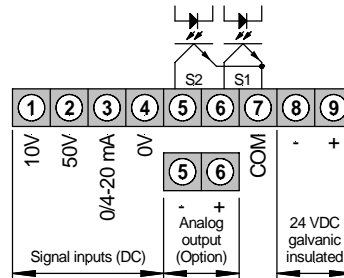 S2 S1
1 2 3 4 5 6 7 8 9
10V
50V
0/4-20 mA
0V
COM
-
+
5 6
-
+
Signal inputs (DC)
Analog
output
(Option)
24 VDC
galvanic
insulated